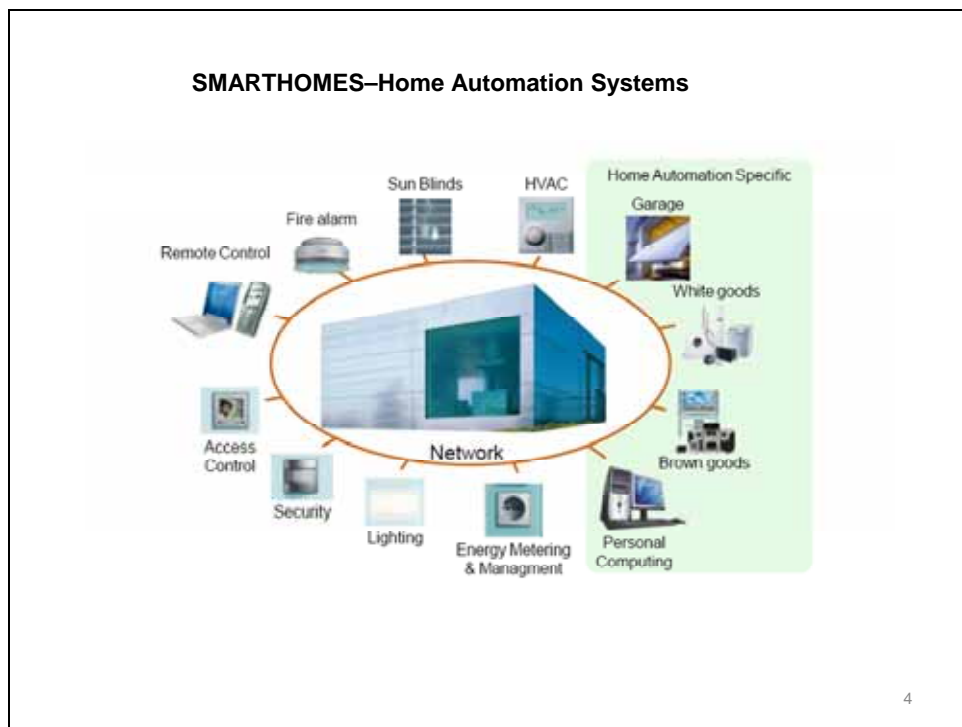 SMARTHOMES–Home Automation Systems
Home Automation Specific
Sun Blinds
HVAC
Garage
Fire alarm
Remote Control
White goods
Access
Control
Network
Brown goods
Security
Lighting
Energy Metering
& Managment
Personal
Computing
4